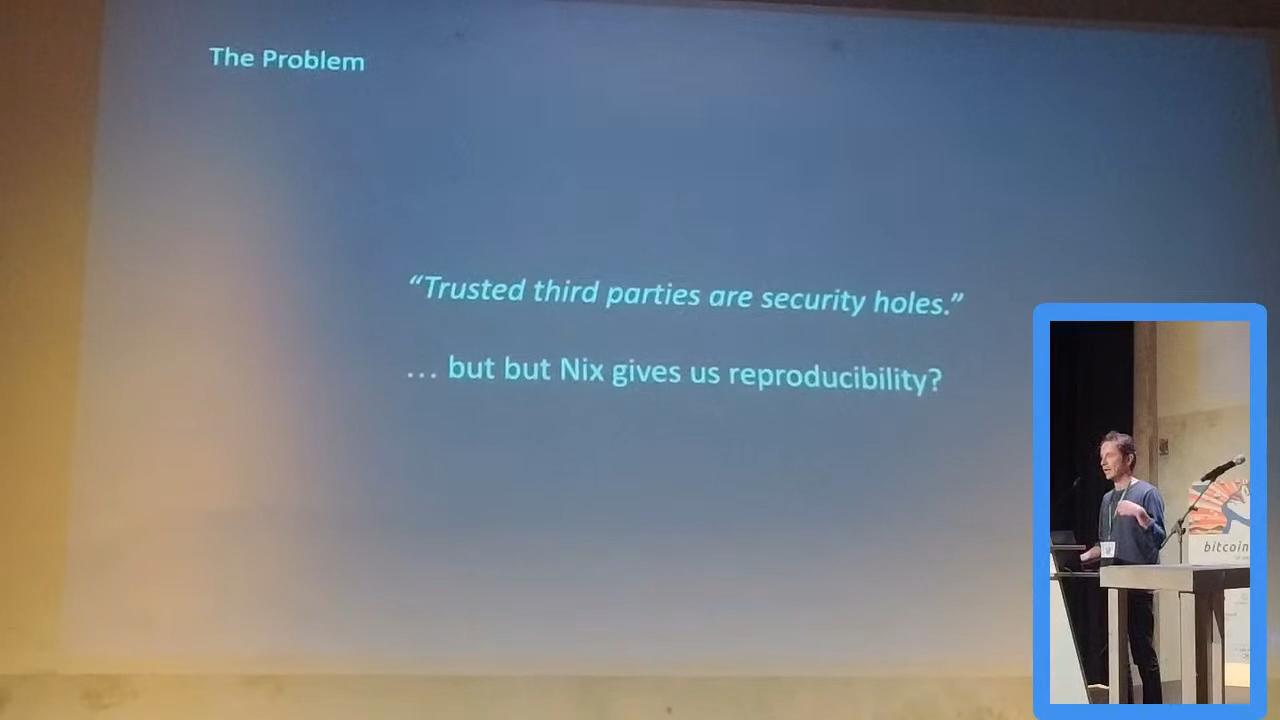 The Problem
“Trusted third parties are security holes.”
… but but Nix gives us reproducibility?
bitcoin